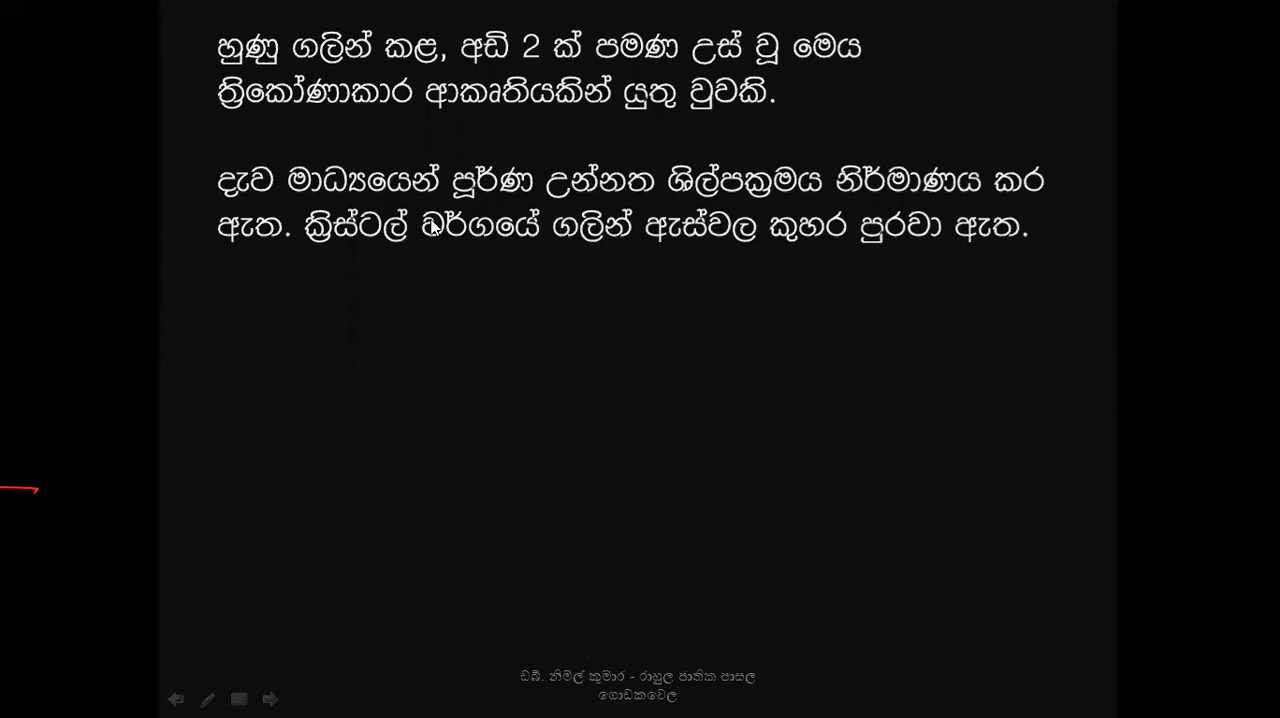 හුණු ගලින් කළ, අඩි 2 ක් පමණ උස් වූ මෙය
ත්‍රිකෝණාකාර ආකෘතියකින් යුතු වුවකි.
දැව මාධ්‍යයෙන් පූර්ණ උන්නත ශිල්පක්‍රමය නිර්මාණය කර
ඇත. ක්‍රිස්ටල් වර්ගයේ ගලින් ඇස්වල කුහර පුරවා ඇත.
ඩබ්. නිමල් කුමාර - රාහුල ජාතික පාසල
ගොඩකවෙල